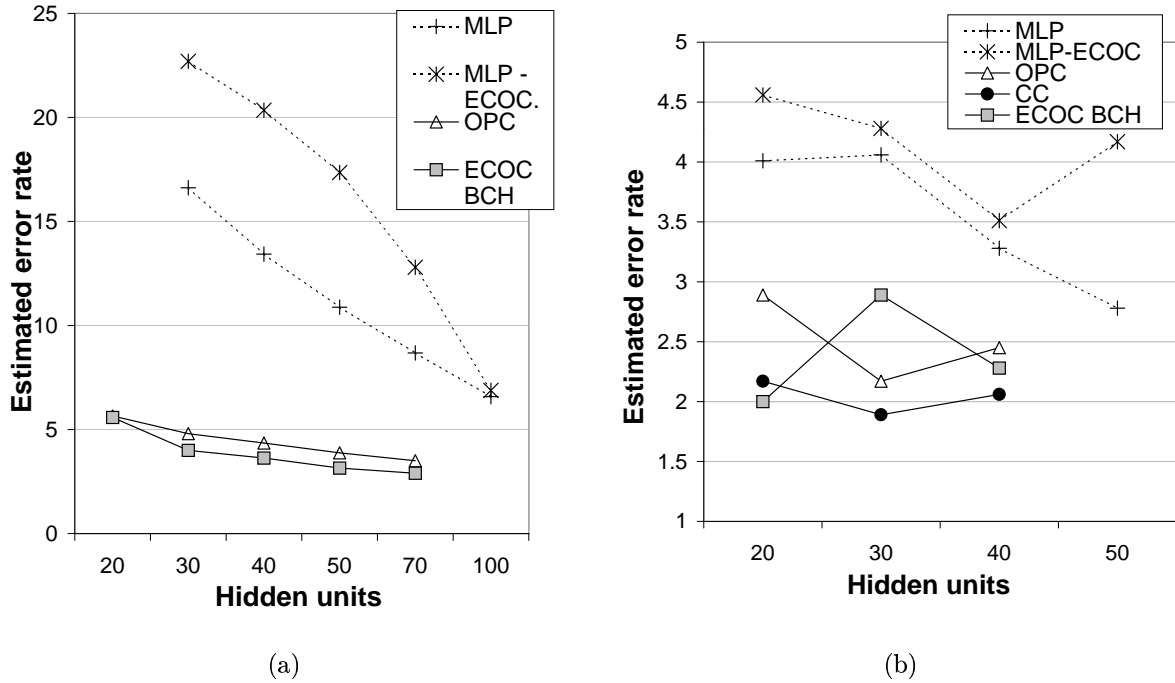 25
20
15
10
5
0
Estimated error rate
20 30 40 50 70 100
Hidden units
MLP
MLP -
ECOC.
OPC
ECOC
BCH
(a)
5
4.5
4
3.5
3
2.5
2
1.5
1
Estimated error rate
20 30 40 50
Hidden units
MLP
MLP-ECOC
OPC
CC
ECOC BCH
(b)